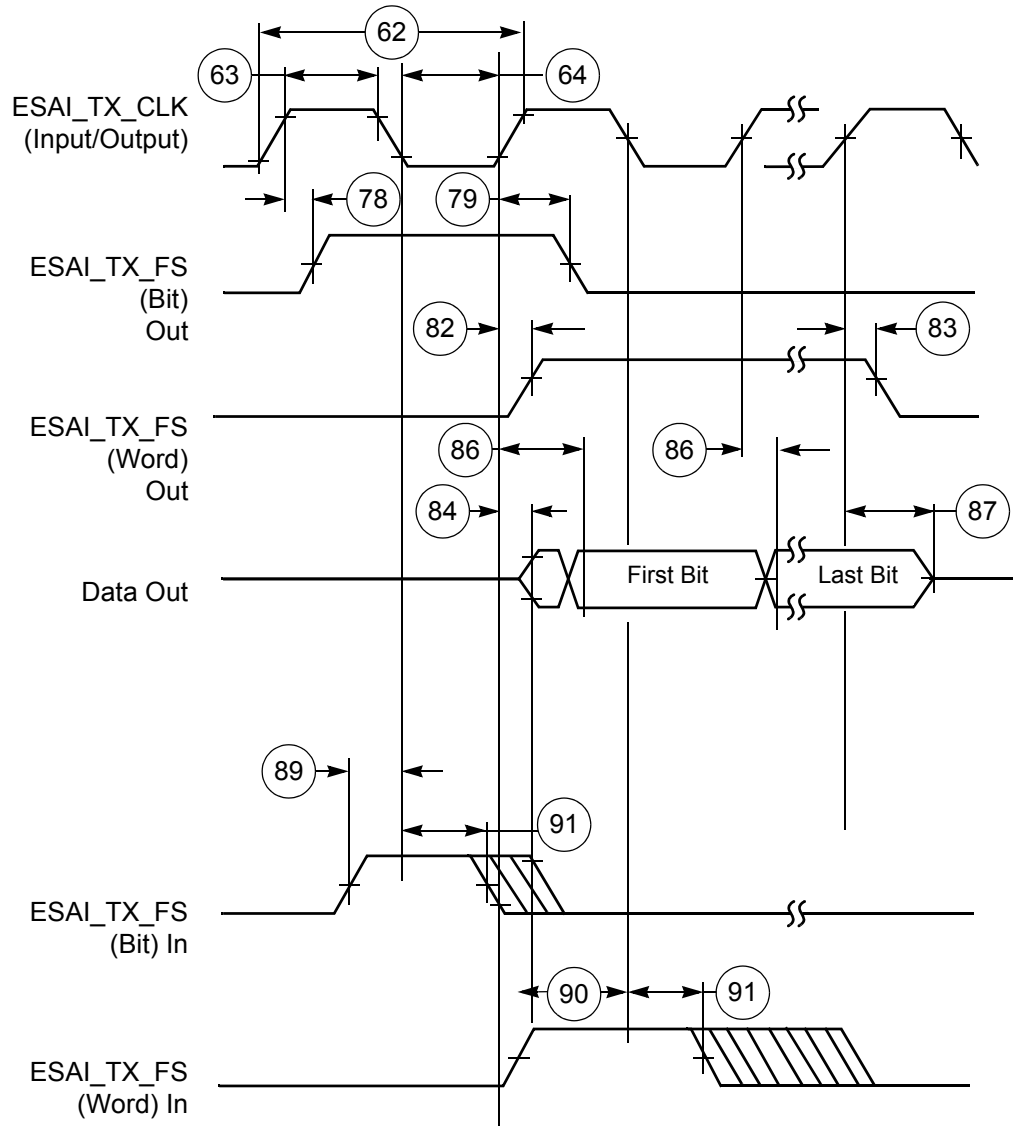 62
63
64
ESAI_TX_CLK
(Input/Output)
78
79
ESAI_TX_FS
(Bit)
Out
82
83
ESAI_TX_FS
(Word)
Out
86
86
84
87
Data Out
First Bit
Last Bit
89
91
ESAI_TX_FS
(Bit) In
90
91
ESAI_TX_FS
(Word) In